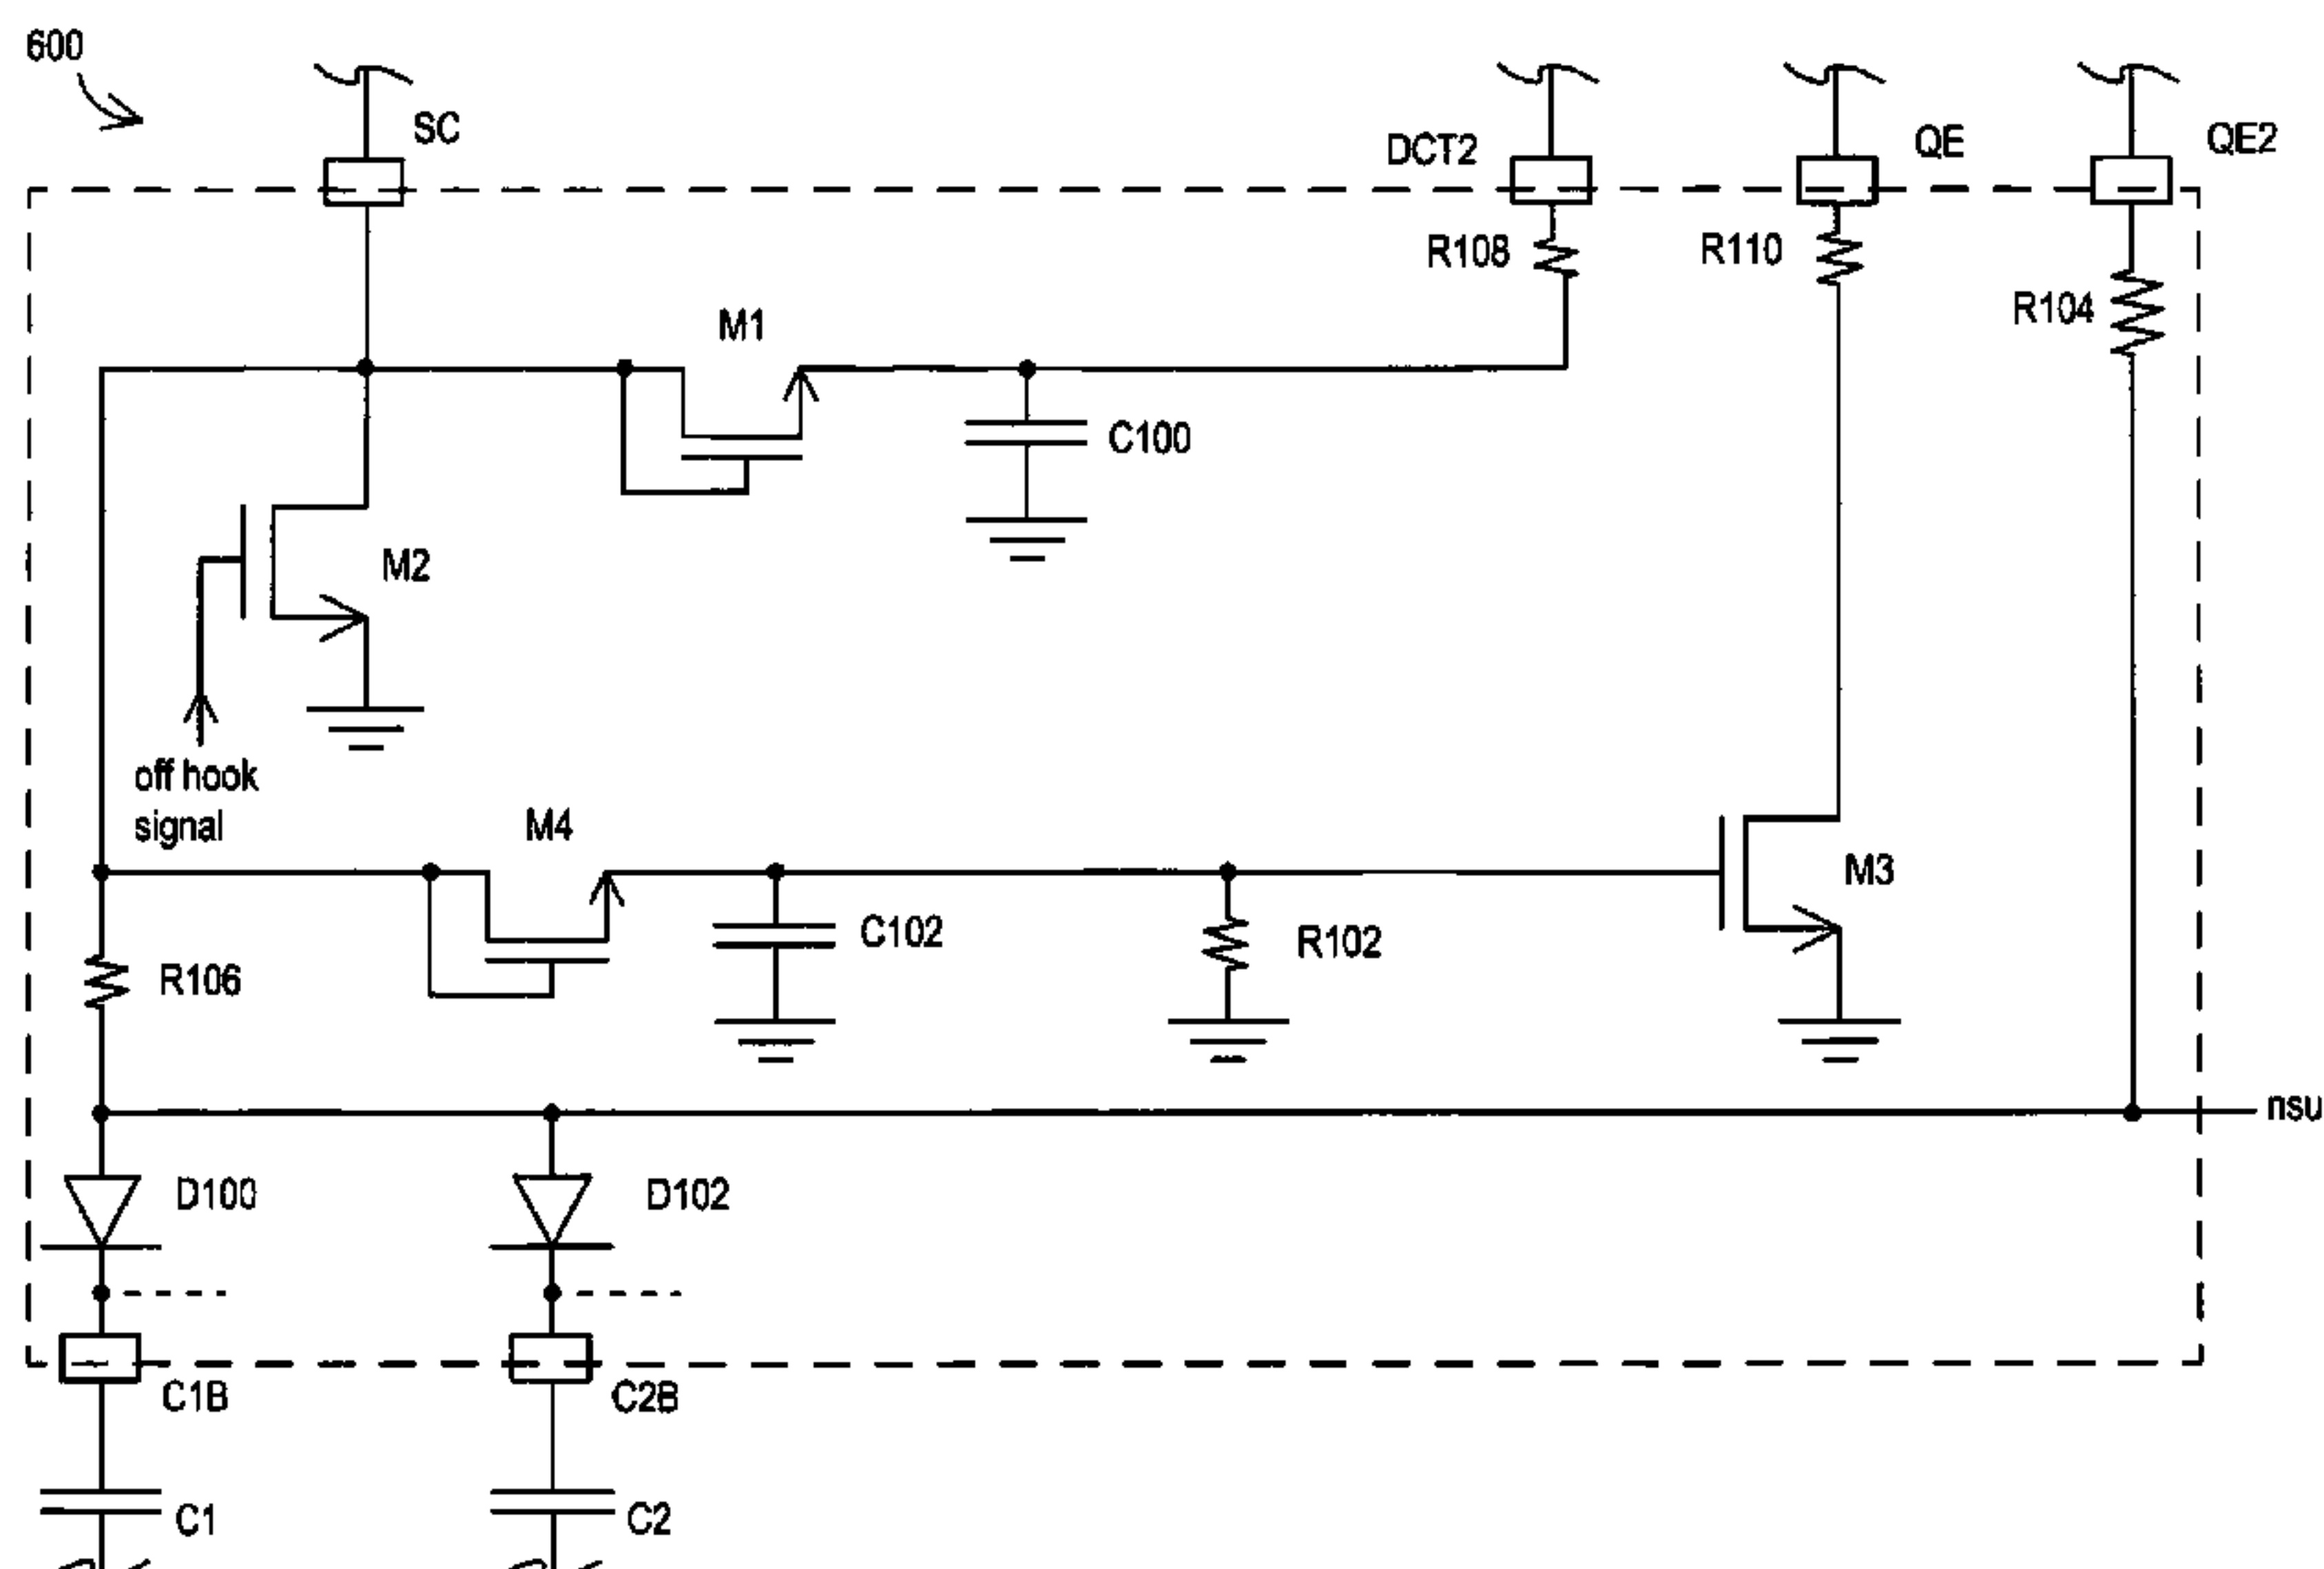 600
SC
DCT2
QE
QE2
R108
R110
R104
M1
C100
M2
off hook
signal
M4
M3
C102
R102
R106
nsu
D100
D102
C1B
C2B
C1
C2